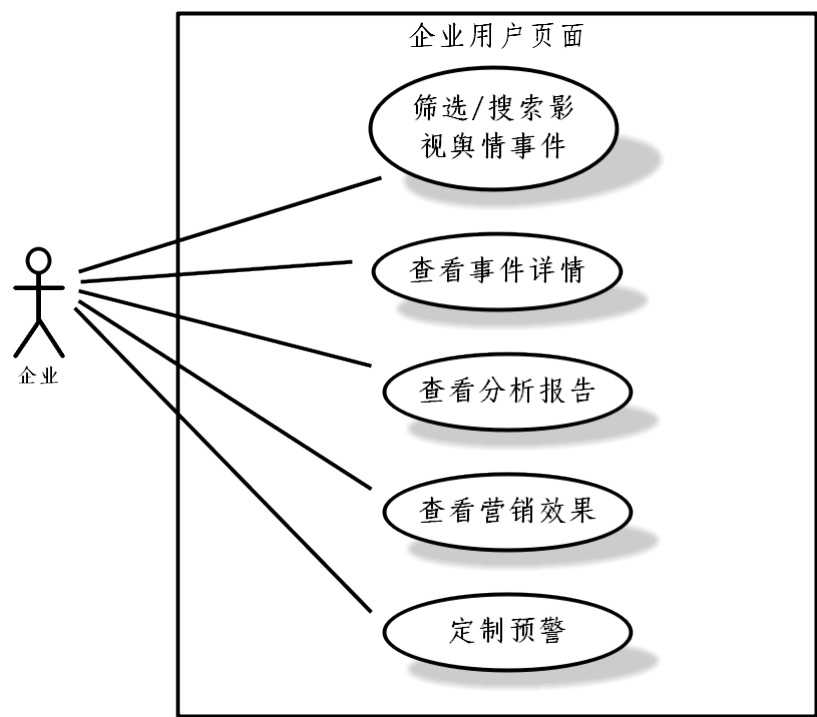 企业用户页面
筛选/搜索影
视舆情事件
查看事件详情
企业
查看分析报告
查看营销效果
定制预警